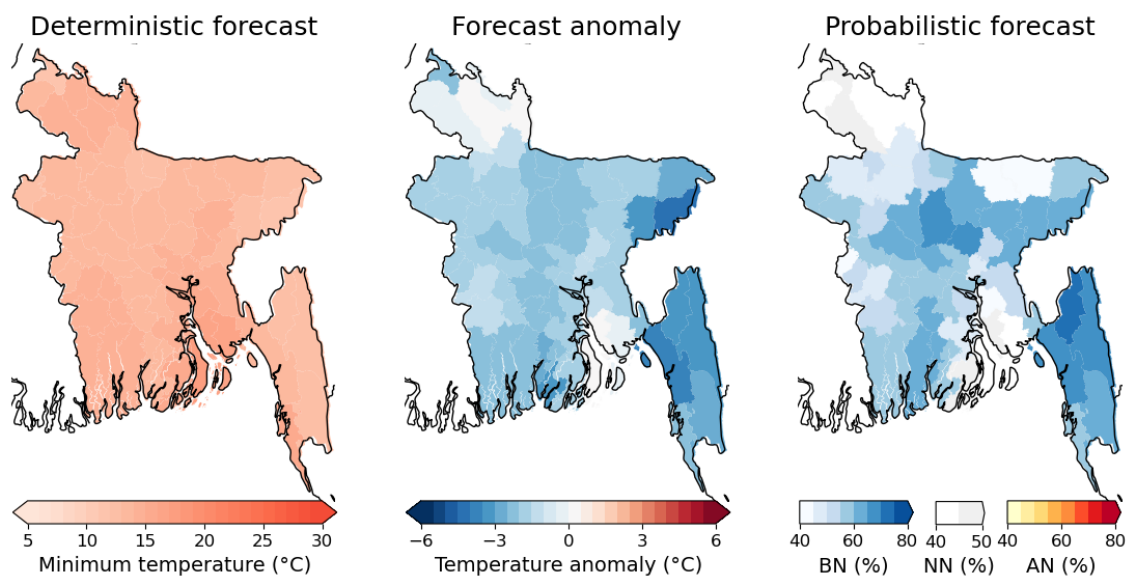 Deterministic forecast
Forecast anomaly
Probabilistic forecast
5 10 15 20 25 30
Minimum temperature (°C)
−6 −3 0 3 6
Temperature anomaly (°C)
40 60 80
BN (%)
40 50
NN (%)
40 60 80
AN (%)